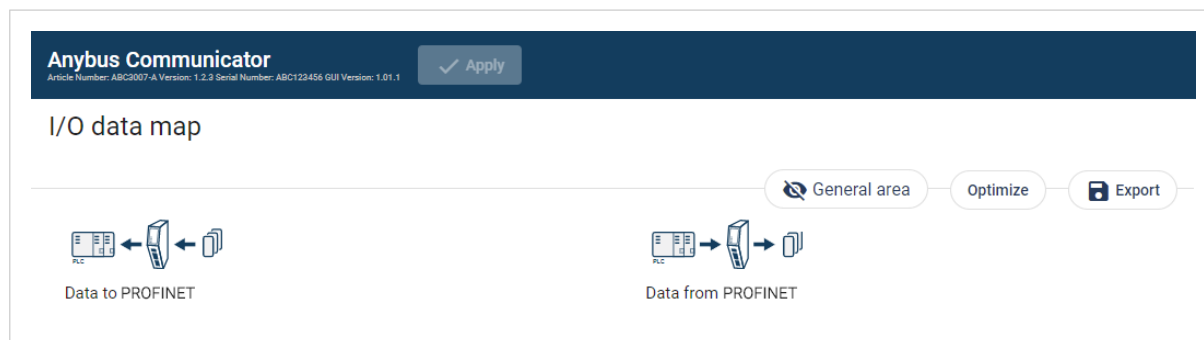 Anybus Communicator
Article Number: ABC3007-A Version: 1.2.3 Serial Number: ABC123456 GUI Version: 1.01.1
Apply
I/O data map
General area
Optimize
Export
PLC
Data to PROFINET
PLC
Data from PROFINET